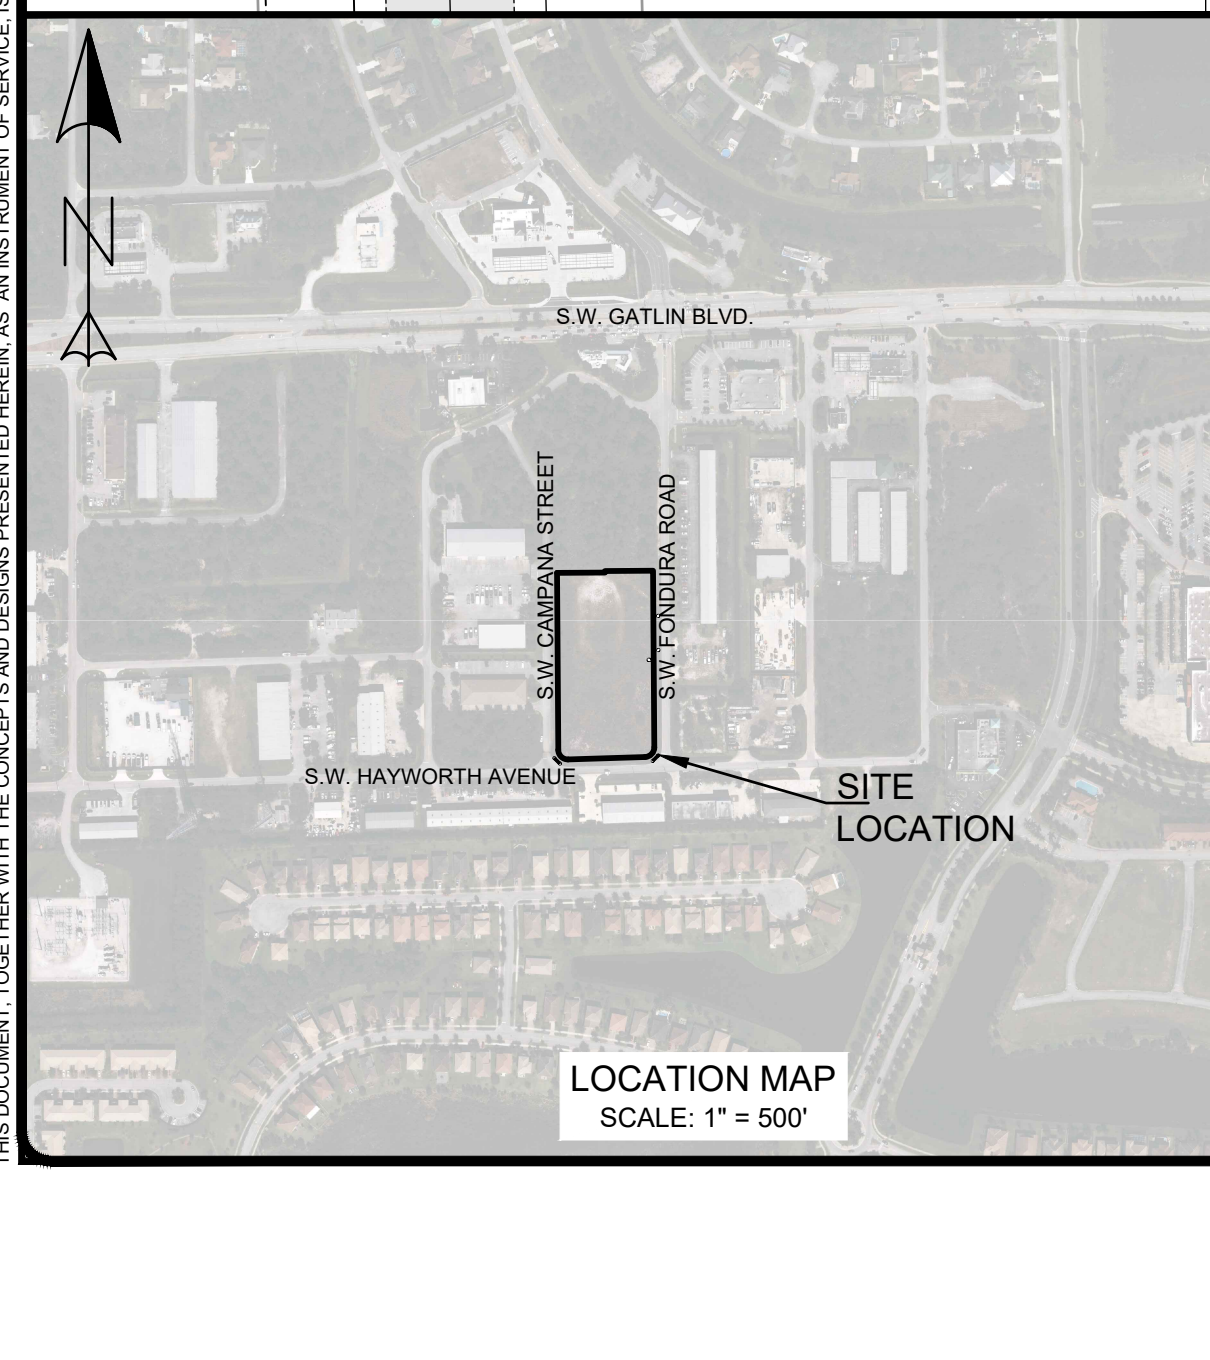 THIS DOCUMENT, TOGETHER WITH THE CONCEPTS AND DESIGNS PRESENTED HEREIN, AS AN INSTRUMENT OF SERVICE, IS
N
S.W. GATLIN BLVD.
S.W. CAMPANA STREET
S.W. FONDURA ROAD
S.W. HAYWORTH AVENUE
SITE
LOCATION
LOCATION MAP
SCALE: 1" = 500'